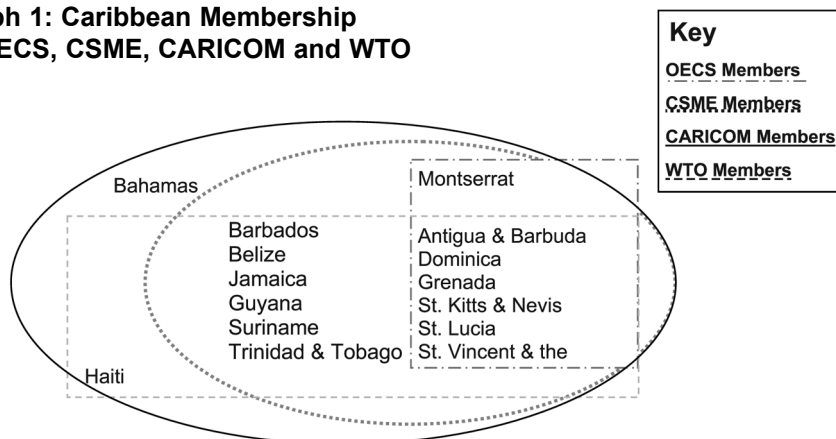 ph 1: Caribbean Membership
ECS, CSME, CARICOM and WTO
Key
OECS Members
CSME Members
CARICOM Members
WTO Members
Bahamas
Montserrat
Barbados
Belize
Jamaica
Guyana
Suriname
Trinidad & Tobago
Antigua & Barbuda
Dominica
Grenada
St. Kitts & Nevis
St. Lucia
St. Vincent & the
Haiti